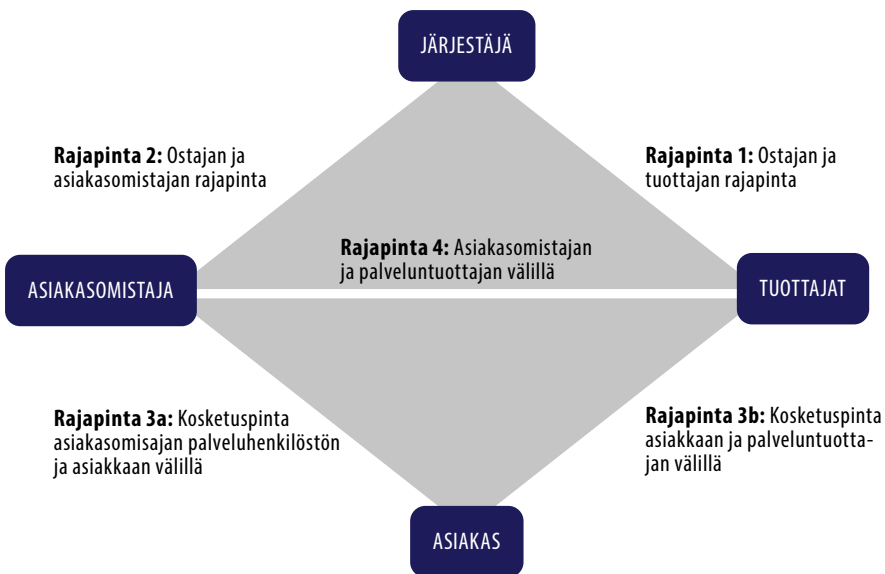 JÄRJESTÄJÄ
Rajapinta 2: Ostajan ja
asiakasomistajan rajapinta
Rajapinta 1: Ostajan ja
tuottajan rajapinta
Rajapinta 4: Asiakasomistajan
ja palveluntuottajan välillä
ASIAKASOMISTAJA
TUOTTAJAT
Rajapinta 3a: Kosketuspinta
asiakasomisajan palveluhenkilöstön
ja asiakkaan välillä
Rajapinta 3b: Kosketuspinta
asiakkaan ja palveluntuotta-
jan välillä
ASIAKAS